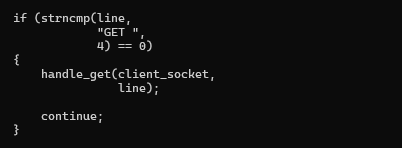 if (strncmp(line,
            "GET ",
            4) == 0)
{
    handle_get(client_socket,
               line);

    continue;
}